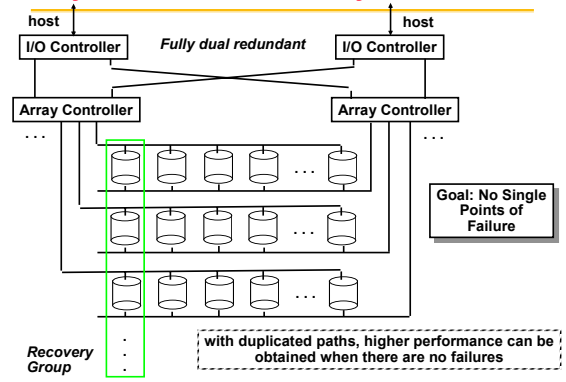 host
host
I/O Controller
Fully dual redundant
I/O Controller
Array Controller
Array Controller
. . .
. . .
. . .
Goal: No Single
Points of
Failure
. . .
. . .
with duplicated paths, higher performance can be
obtained when there are no failures
Recovery
Group